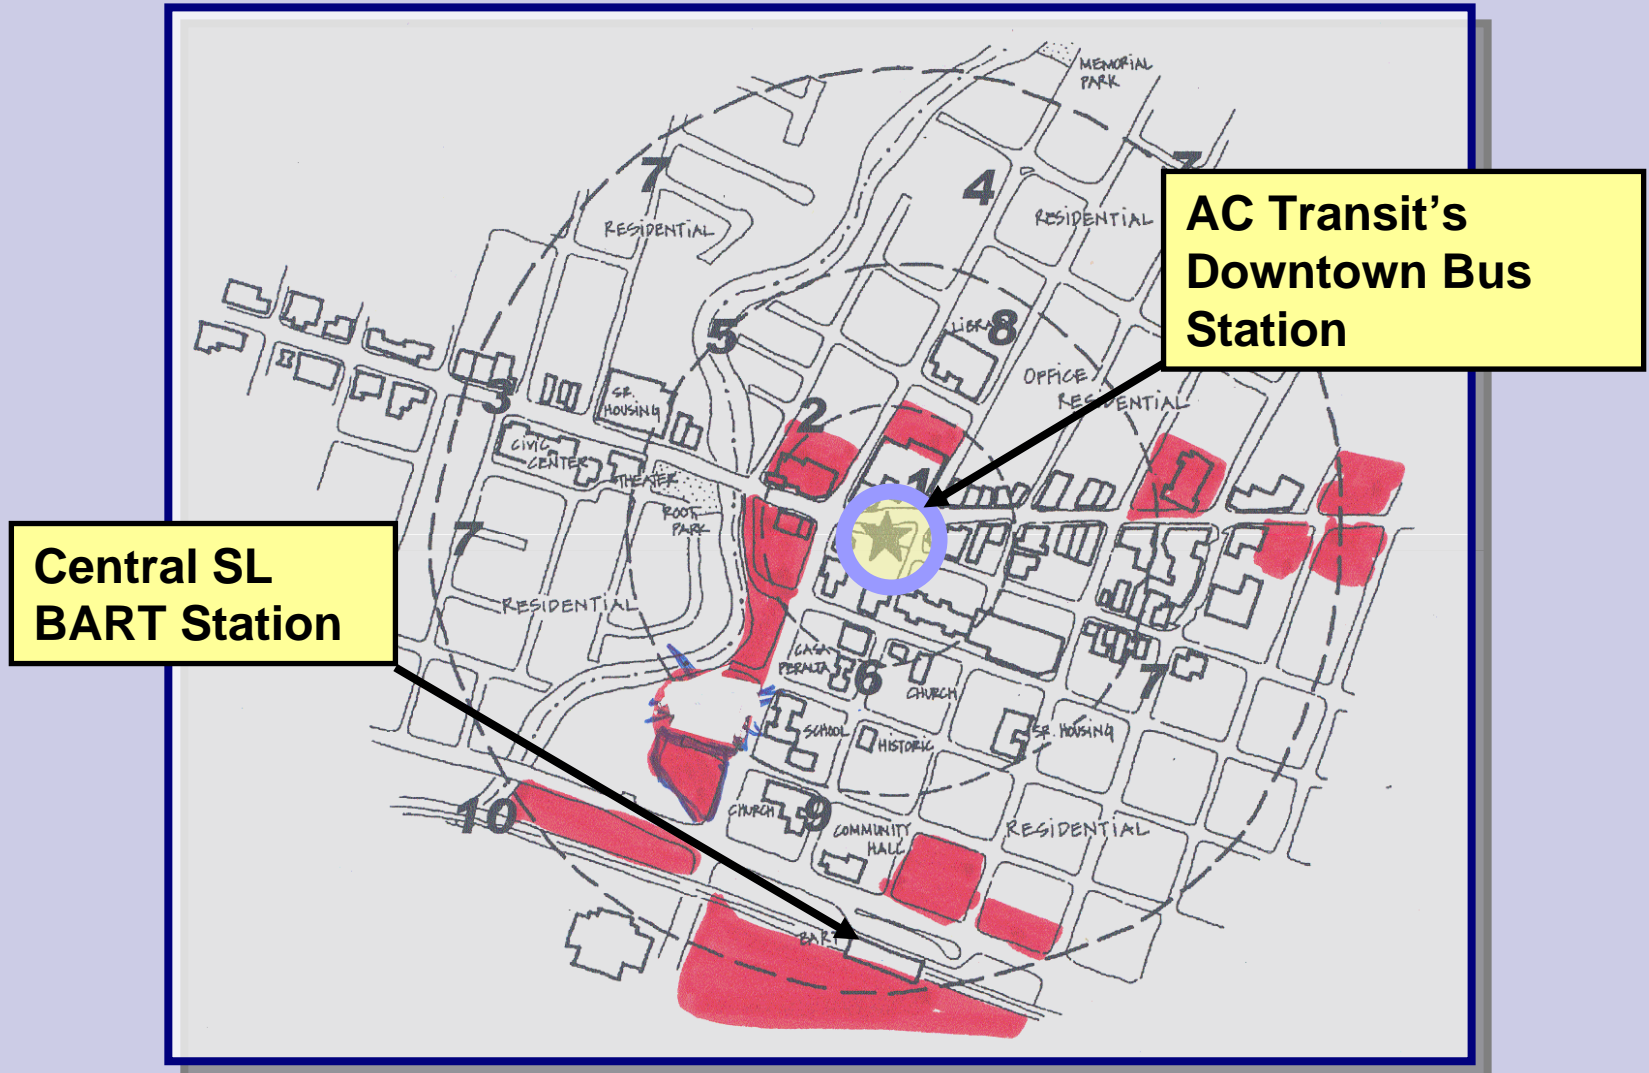 MEMORIAL
PARK
7
7
4
RESIDENTIAL
RESIDENTIAL
AC Transit’s
Downtown Bus
Station
5
8
OFFICE
RESIDENTIAL
3
SR.
HOUSING
2
CIVIC
CENTER
THEATER
1
ROOT
PARK
7
Central SL
BART Station
RESIDENTIAL
CASA
PERALTA
6
CHURCH
7
SCHOOL
HISTORIC
SR. HOUSING
10
CHURCH
9
COMMUNITY
HALL
RESIDENTIAL
BART